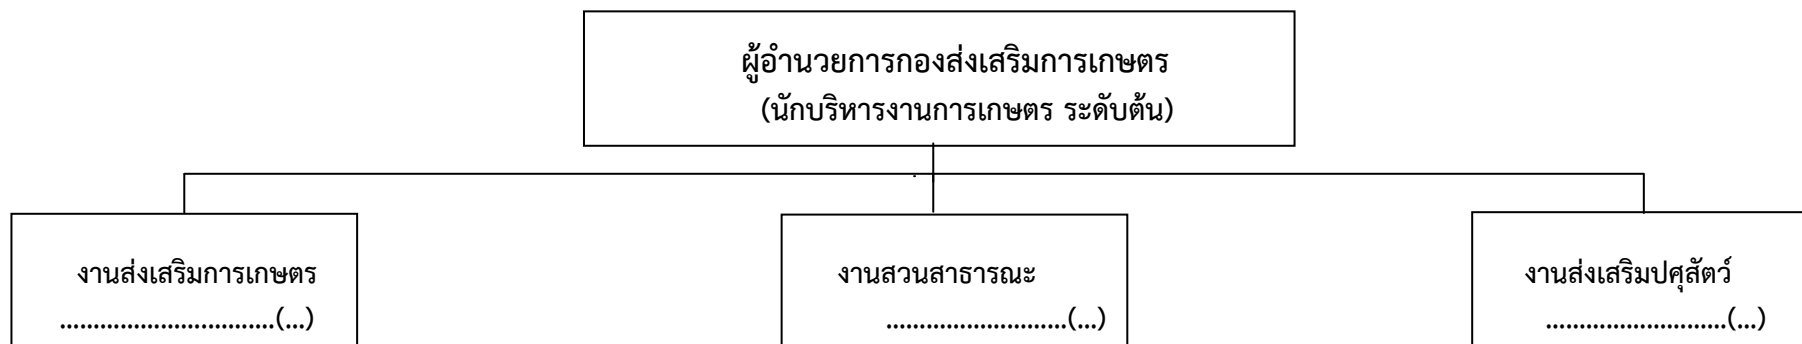 ผู้อำนวยการกองส่งเสริมการเกษตร
(นักบริหารงานการเกษตร ระดับต้น)
งานส่งเสริมการเกษตร
................................(...)
งานสวนสาธารณะ
...........................(...)
งานส่งเสริมปศุสัตว์
...........................(...)